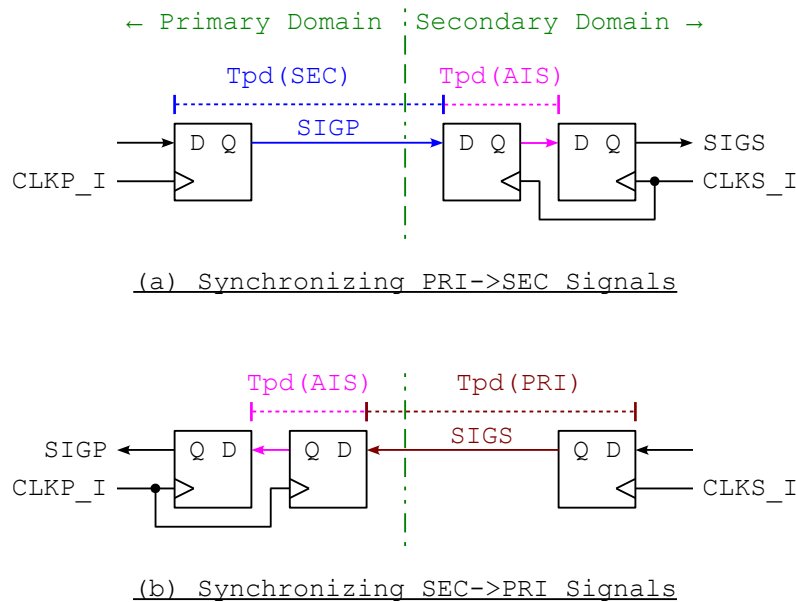 ← Primary Domain
Secondary Domain →
Tpd(SEC)
Tpd(AIS)
SIGP
D Q
D Q
D Q
SIGS
CLKP_I
CLKS_I
(a) Synchronizing PRI->SEC Signals
Tpd(AIS)
Tpd(PRI)
SIGP
Q D
Q D
SIGS
Q D
CLKP_I
CLKS_I
(b) Synchronizing SEC->PRI Signals